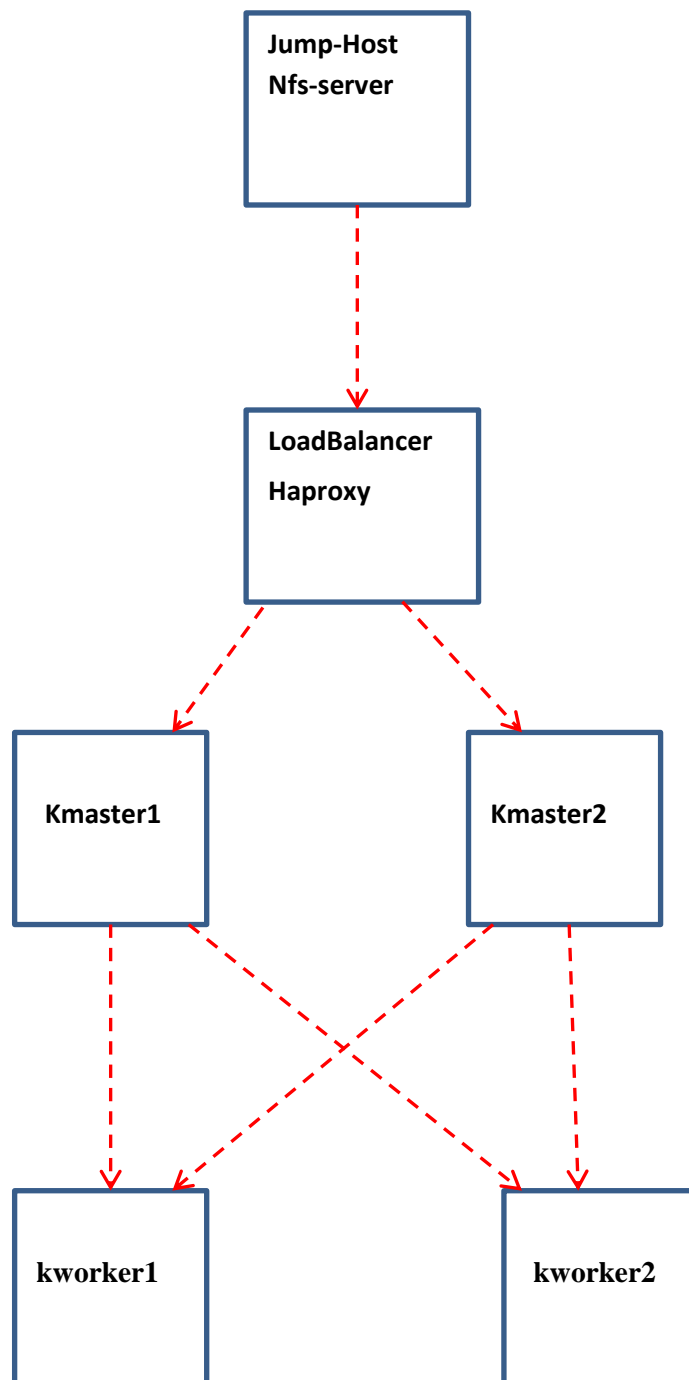 Jump-Host
Nfs-server
LoadBalancer
Haproxy
Kmaster1
Kmaster2
kworker1
kworker2